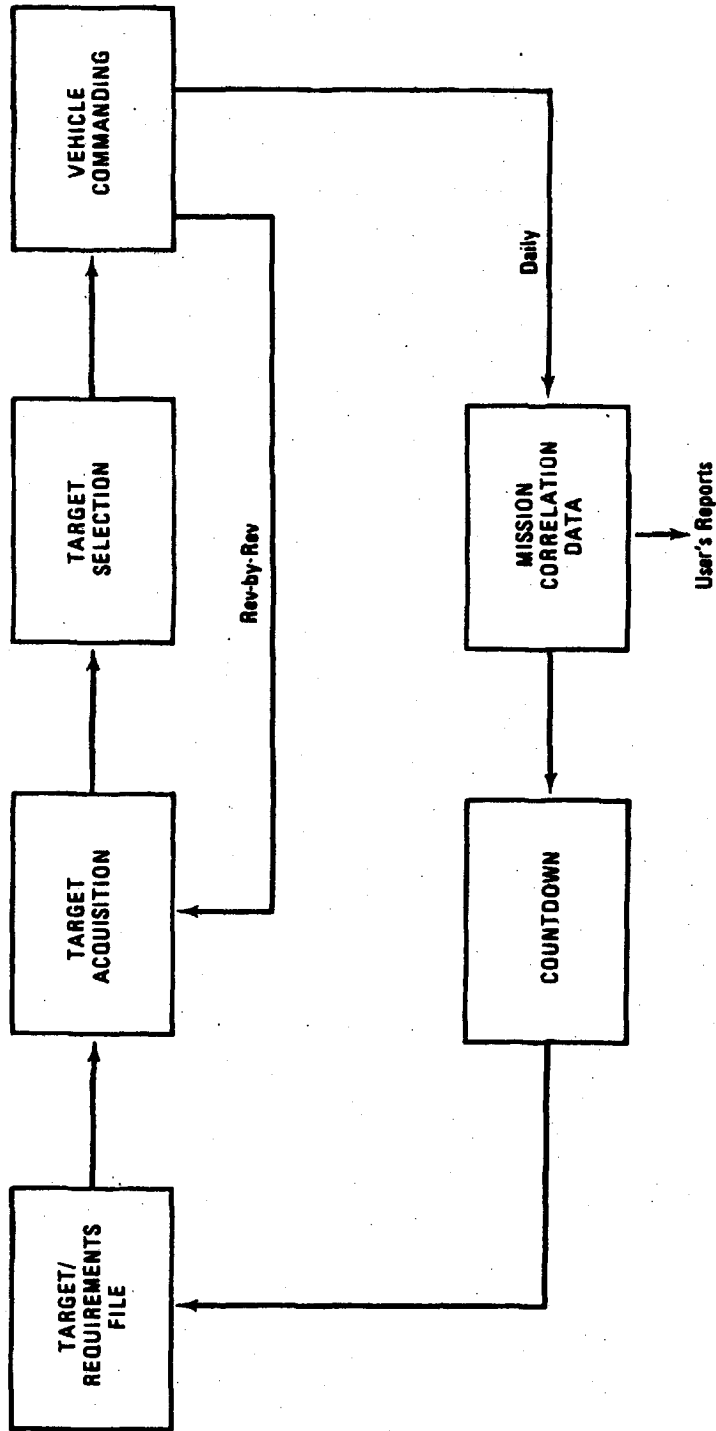 TARGET/
REQUIREMENTS
FILE
TARGET
ACQUISITION
TARGET
SELECTION
VEHICLE
COMMANDING
Rev-by-Rev
Daily
COUNTDOWN
MISSION
CORRELATION
DATA
User's Reports